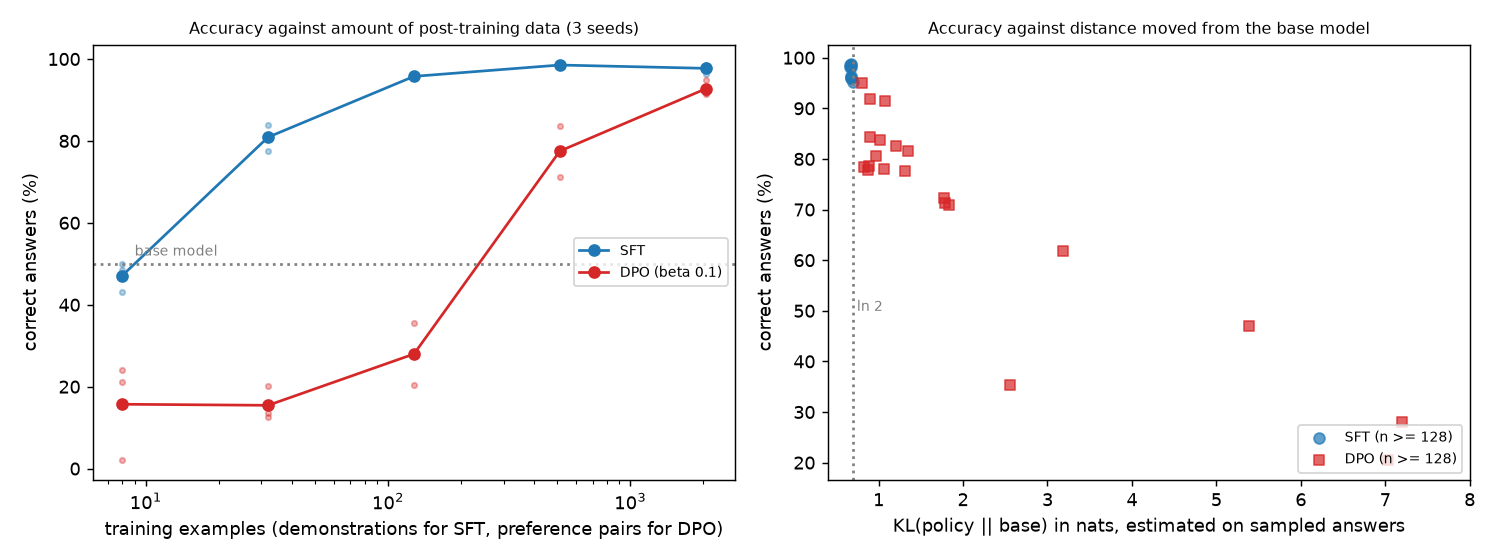 Accuracy against amount of post-training data (3 seeds)
100
80
60
40
20
0
correct answers (%)
base model
SFT
DPO (beta 0.1)
10¹
10²
10³
training examples (demonstrations for SFT, preference pairs for DPO)
Accuracy against distance moved from the base model
100
90
80
70
60
50
40
30
20
correct answers (%)
ln 2
SFT (n >= 128)
DPO (n >= 128)
1
2
3
4
5
6
7
8
KL(policy || base) in nats, estimated on sampled answers